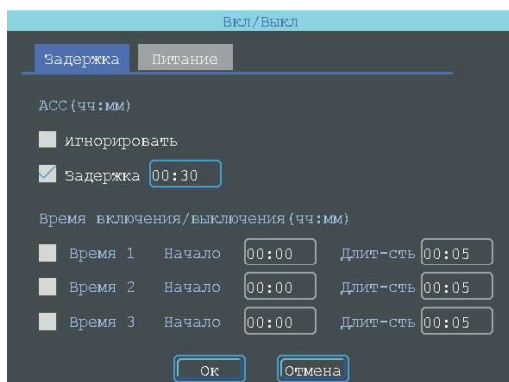 Вкл/Выкл
Задержка Питание
ACC(чч:мм)
игнорировать
Задержка 00:30
Время включения/выключения(чч:мм)
Время 1 Начало 00:00 Длит-сть 00:05
Время 2 Начало 00:00 Длит-сть 00:05
Время 3 Начало 00:00 Длит-сть 00:05
Ок Отмена